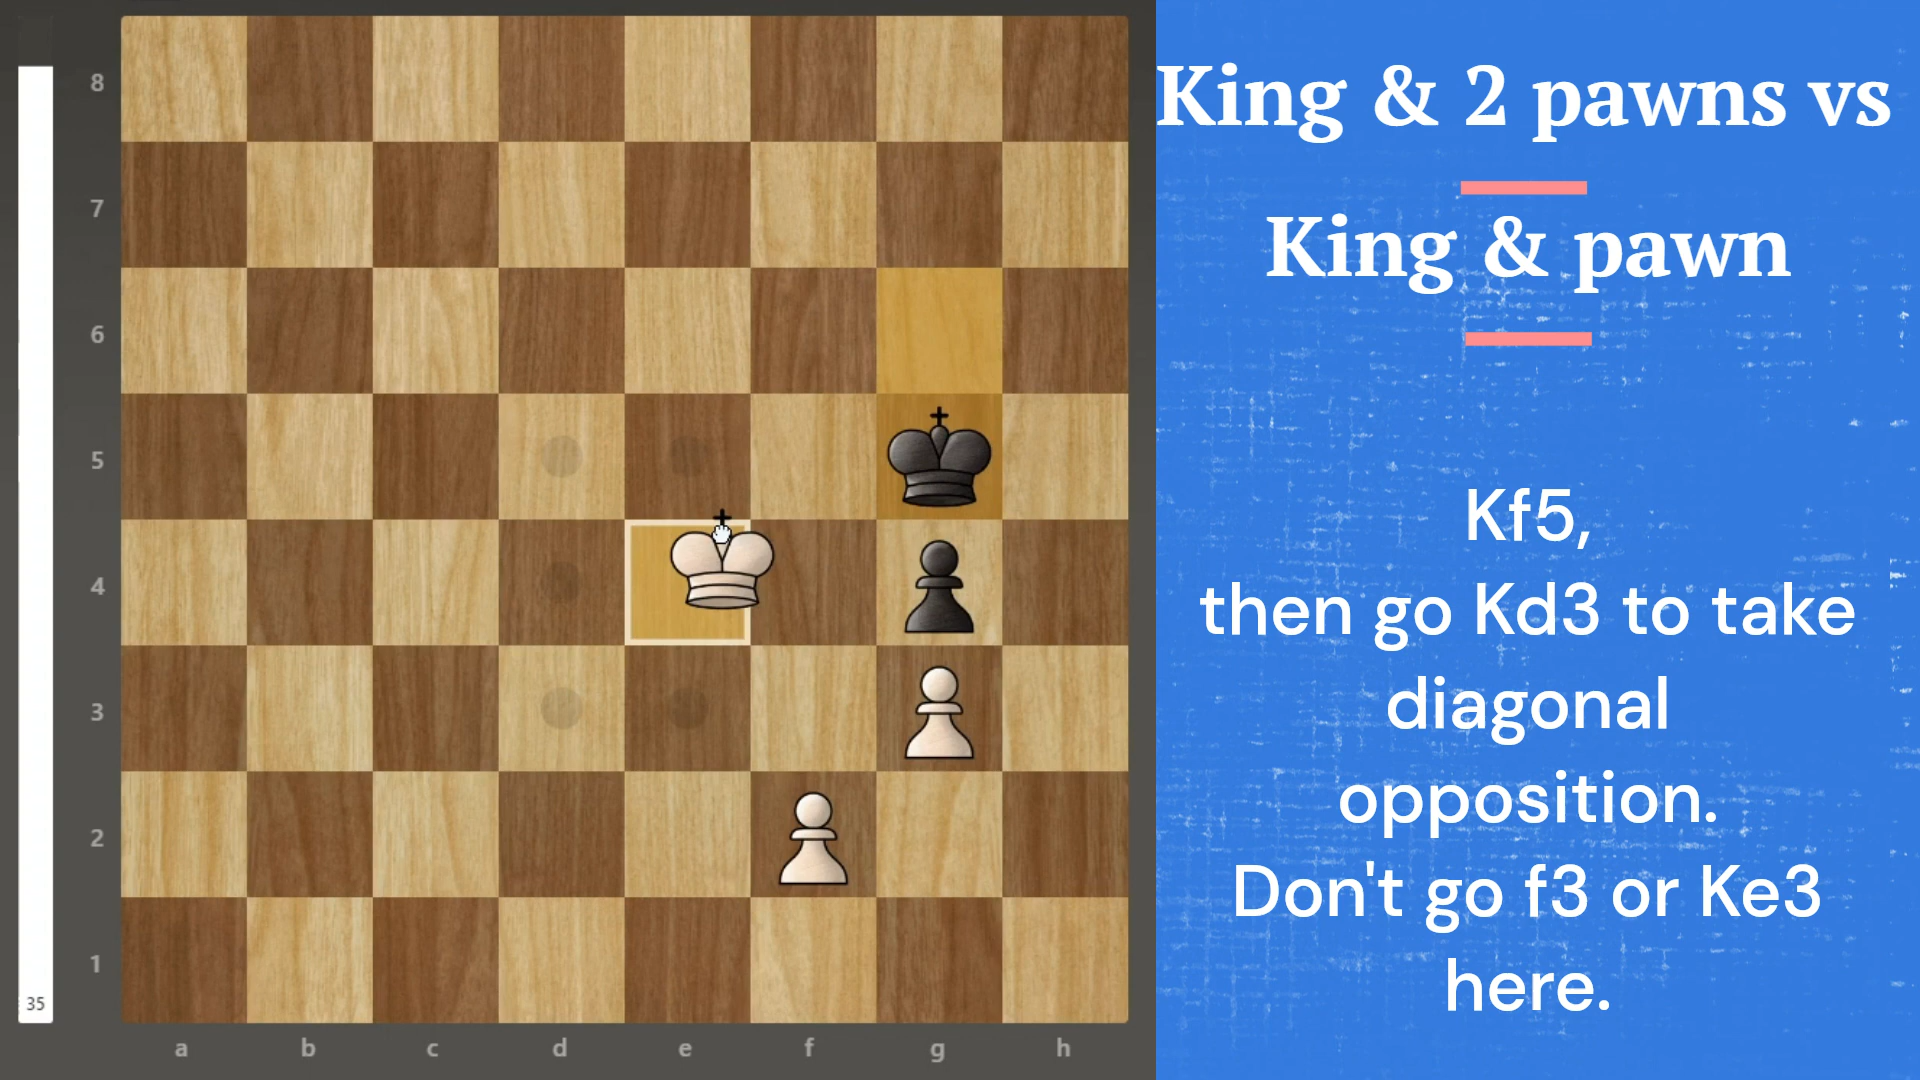 King & 2 pawns vs
King & pawn
Kf5,
then go Kd3 to take
diagonal
opposition.
Don't go f3 or Ke3
here.
8
7
6
5
4
3
2
1
35
a b c d e f g h